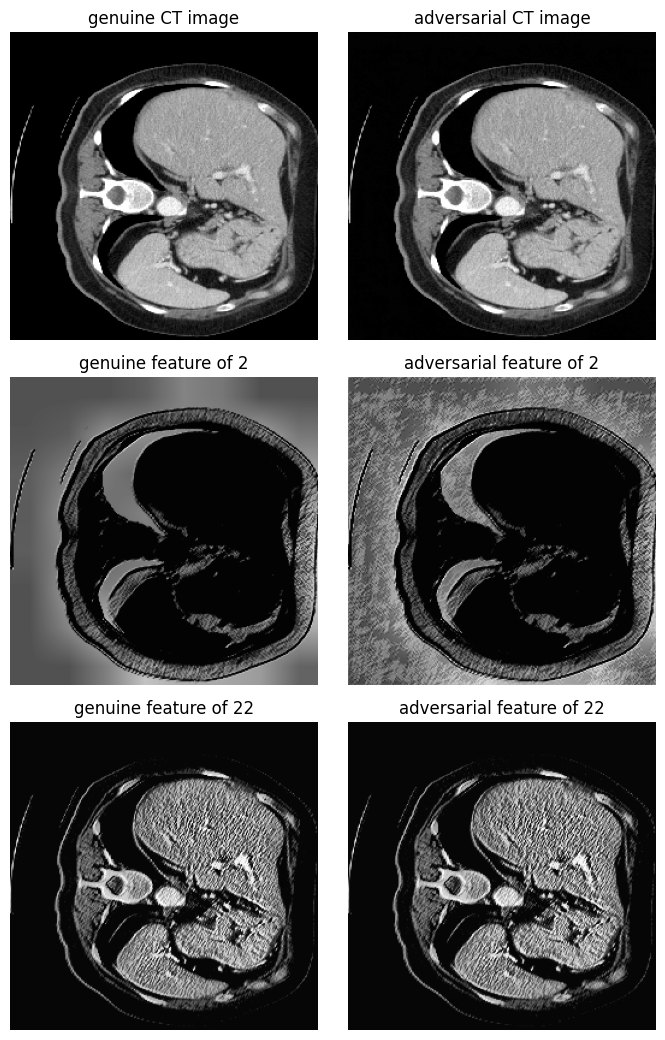 genuine CT image
adversarial CT image
genuine feature of 2
adversarial feature of 2
genuine feature of 22
adversarial feature of 22